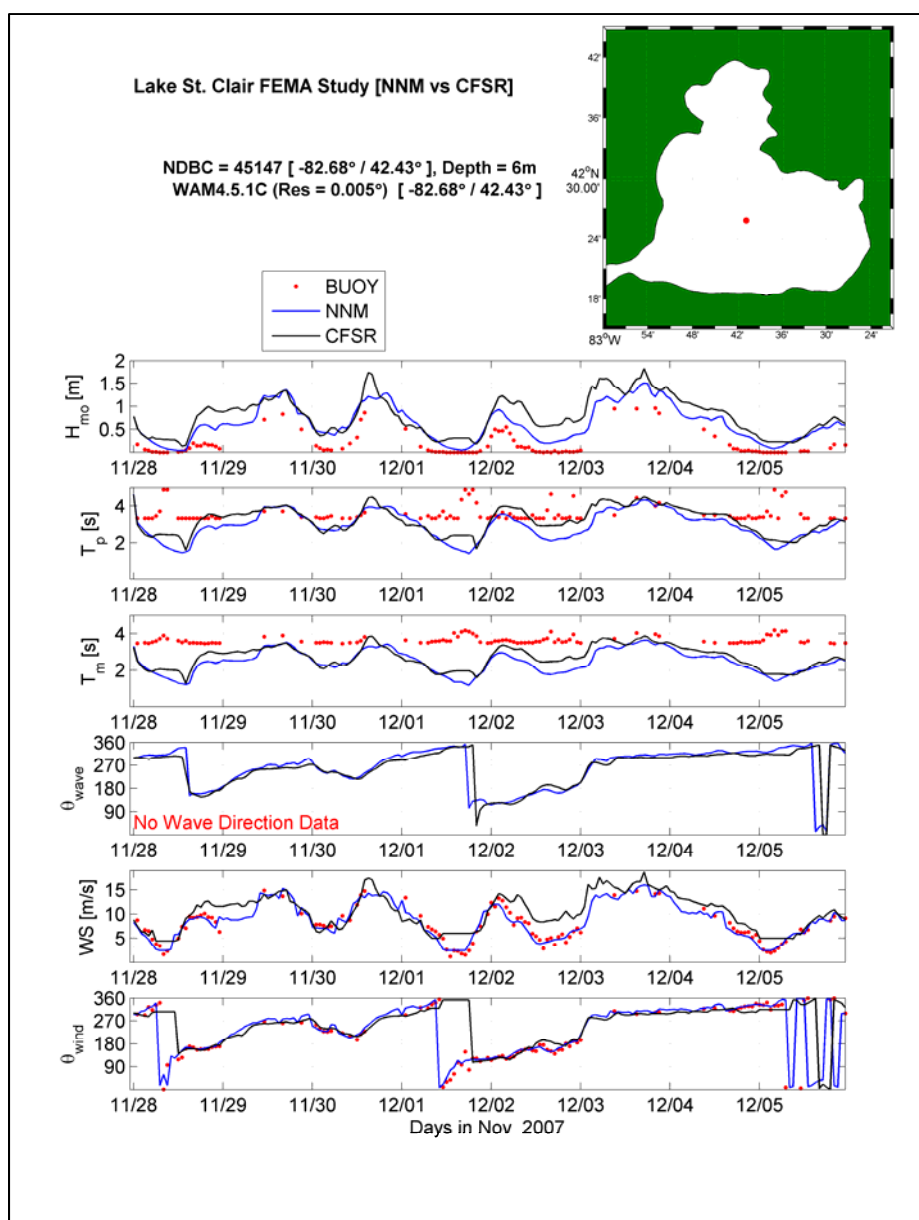 Lake St. Clair FEMA Study [NNM vs CFSR]
NDBC = 45147 [ -82.68° / 42.43° ], Depth = 6m
WAM4.5.1C (Res = 0.005°) [ -82.68° / 42.43° ]
42'
36'
42°N
30.00'
24'
18'
83°W
54' 48' 42' 36' 30' 24'
BUOY
NNM
CFSR
Hmo [m]
2
1.5
1
0.5
11/28 11/29 11/30 12/01 12/02 12/03 12/04 12/05
Tp [s]
4
2
11/28 11/29 11/30 12/01 12/02 12/03 12/04 12/05
Tm [s]
4
2
11/28 11/29 11/30 12/01 12/02 12/03 12/04 12/05
θwave
360
270
180
90
No Wave Direction Data
11/28 11/29 11/30 12/01 12/02 12/03 12/04 12/05
WS [m/s]
15
10
5
11/28 11/29 11/30 12/01 12/02 12/03 12/04 12/05
θwind
360
270
180
90
11/28 11/29 11/30 12/01 12/02 12/03 12/04 12/05
Days in Nov 2007